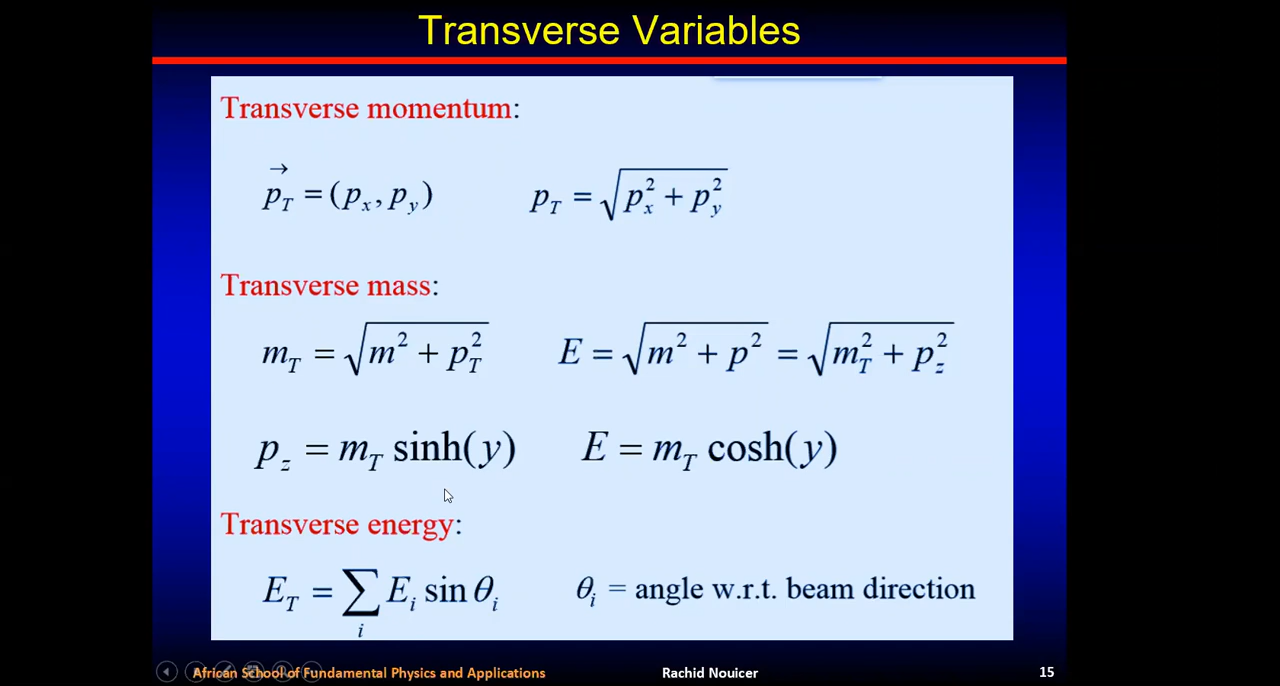 Transverse Variables
Transverse momentum:
p⃗_T = (p_x, p_y) p_T = √(p_x² + p_y²)
Transverse mass:
m_T = √(m² + p_T²) E = √(m² + p²) = √(m_T² + p_z²)
p_z = m_T sinh(y) E = m_T cosh(y)
Transverse energy:
E_T = ∑_i E_i sin θ_i θ_i = angle w.r.t. beam direction
African School of Fundamental Physics and Applications Rachid Nouicer 15